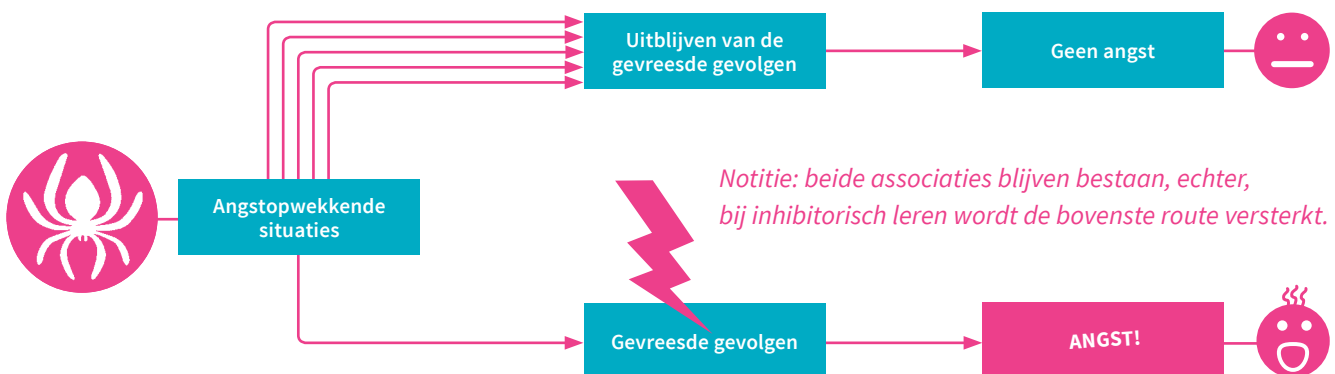 Uitblijven van de
gevreesde gevolgen
Geen angst
Angstopwekkende
situaties
Notitie: beide associaties blijven bestaan, echter,
bij inhibitorisch leren wordt de bovenste route versterkt.
Gevreesde gevolgen
ANGST!